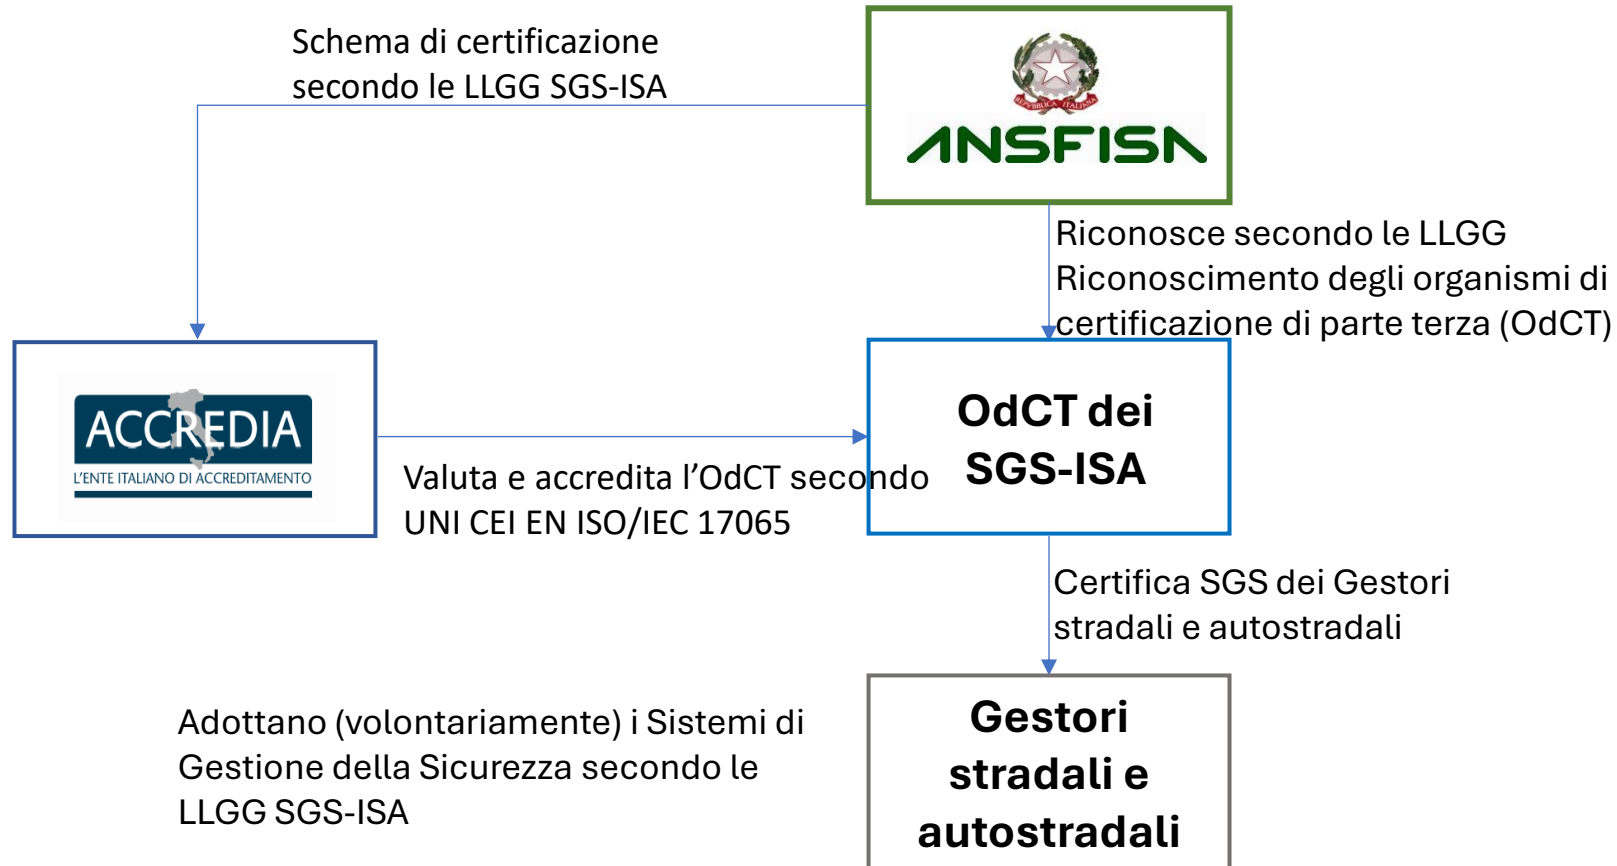 Schema di certificazione
secondo le LLGG SGS-ISA
REPVBBLICA ITALIANA
ANSFISA
Riconosce secondo le LLGG
Riconoscimento degli organismi di
certificazione di parte terza (OdCT)
ACCREDIA
L'ENTE ITALIANO DI ACCREDITAMENTO
Valuta e accredita l’OdCT secondo
UNI CEI EN ISO/IEC 17065
OdCT dei
SGS-ISA
Certifica SGS dei Gestori
stradali e autostradali
Adottano (volontariamente) i Sistemi di
Gestione della Sicurezza secondo le
LLGG SGS-ISA
Gestori
stradali e
autostradali